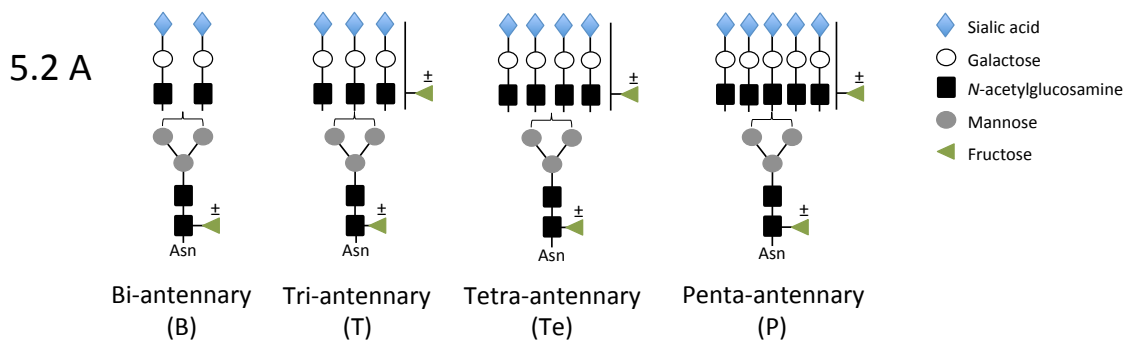 5.2 A
±
±
±
±
±
±
±
Asn
Asn
Asn
Asn
Bi-antennary
(B)
Tri-antennary
(T)
Tetra-antennary
(Te)
Penta-antennary
(P)
Sialic acid
Galactose
N-acetylglucosamine
Mannose
Fructose